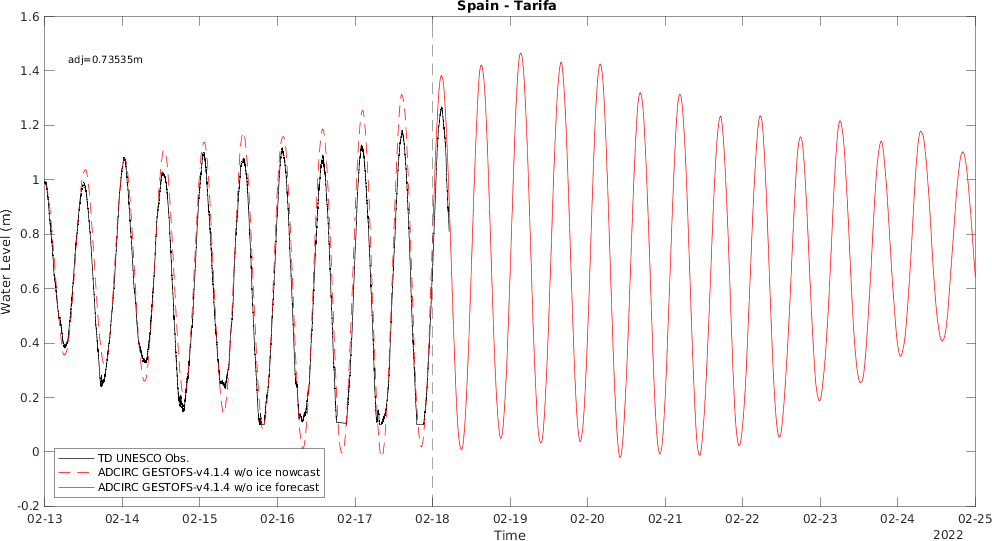 Spain - Tarifa
adj=0.73535m
1.6
1.4
1.2
1
0.8
0.6
0.4
0.2
0
-0.2
Water Level (m)
TD UNESCO Obs.
ADCIRC GESTOFS-v4.1.4 w/o ice nowcast
ADCIRC GESTOFS-v4.1.4 w/o ice forecast
02-13 02-14 02-15 02-16 02-17 02-18 02-19 02-20 02-21 02-22 02-23 02-24 02-25
Time
2022